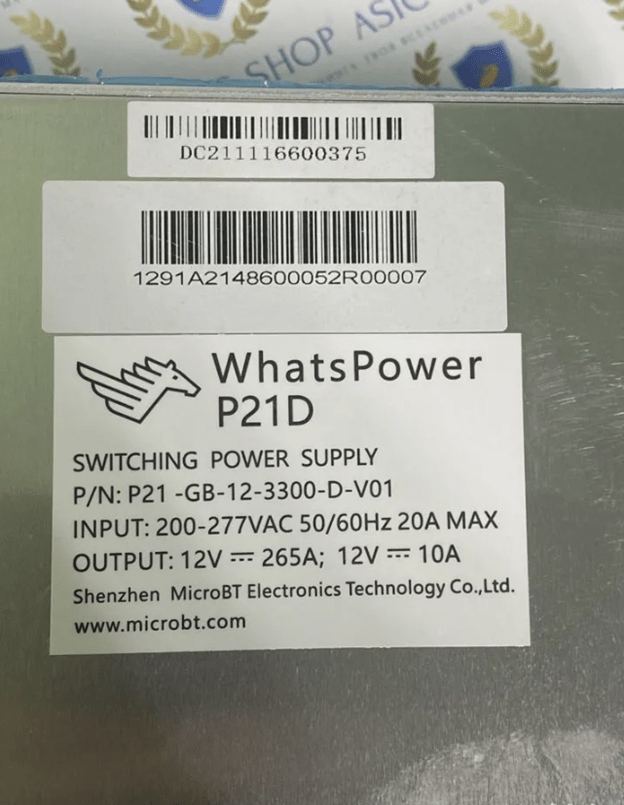 SHOP ASIC
DC211116600375
1291A2148600052R00007
WhatsPower
P21D
SWITCHING POWER SUPPLY
P/N: P21 -GB-12-3300-D-V01
INPUT: 200-277VAC 50/60Hz 20A MAX
OUTPUT: 12V ⎓ 265A; 12V ⎓ 10A
Shenzhen MicroBT Electronics Technology Co.,Ltd.
www.microbt.com